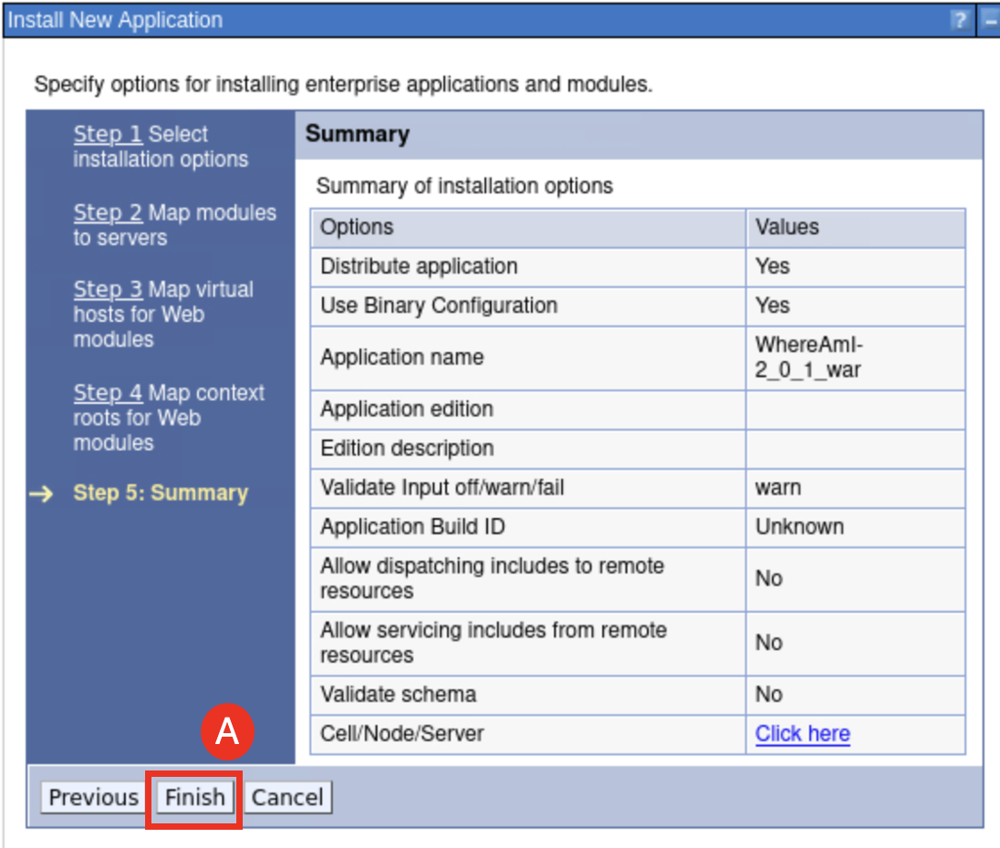 Install New Application
?
Specify options for installing enterprise applications and modules.
Step 1 Select
installation options
Step 2 Map modules
to servers
Step 3 Map virtual
hosts for Web
modules
Step 4 Map context
roots for Web
modules
Step 5: Summary
Summary
Summary of installation options
Options Values
Distribute application Yes
Use Binary Configuration Yes
Application name WhereAmI-
2_0_1_war
Application edition
Edition description
Validate Input off/warn/fail warn
Application Build ID Unknown
Allow dispatching includes to remote
resources No
Allow servicing includes from remote
resources No
Validate schema No
Cell/Node/Server Click here
A
Previous Finish Cancel